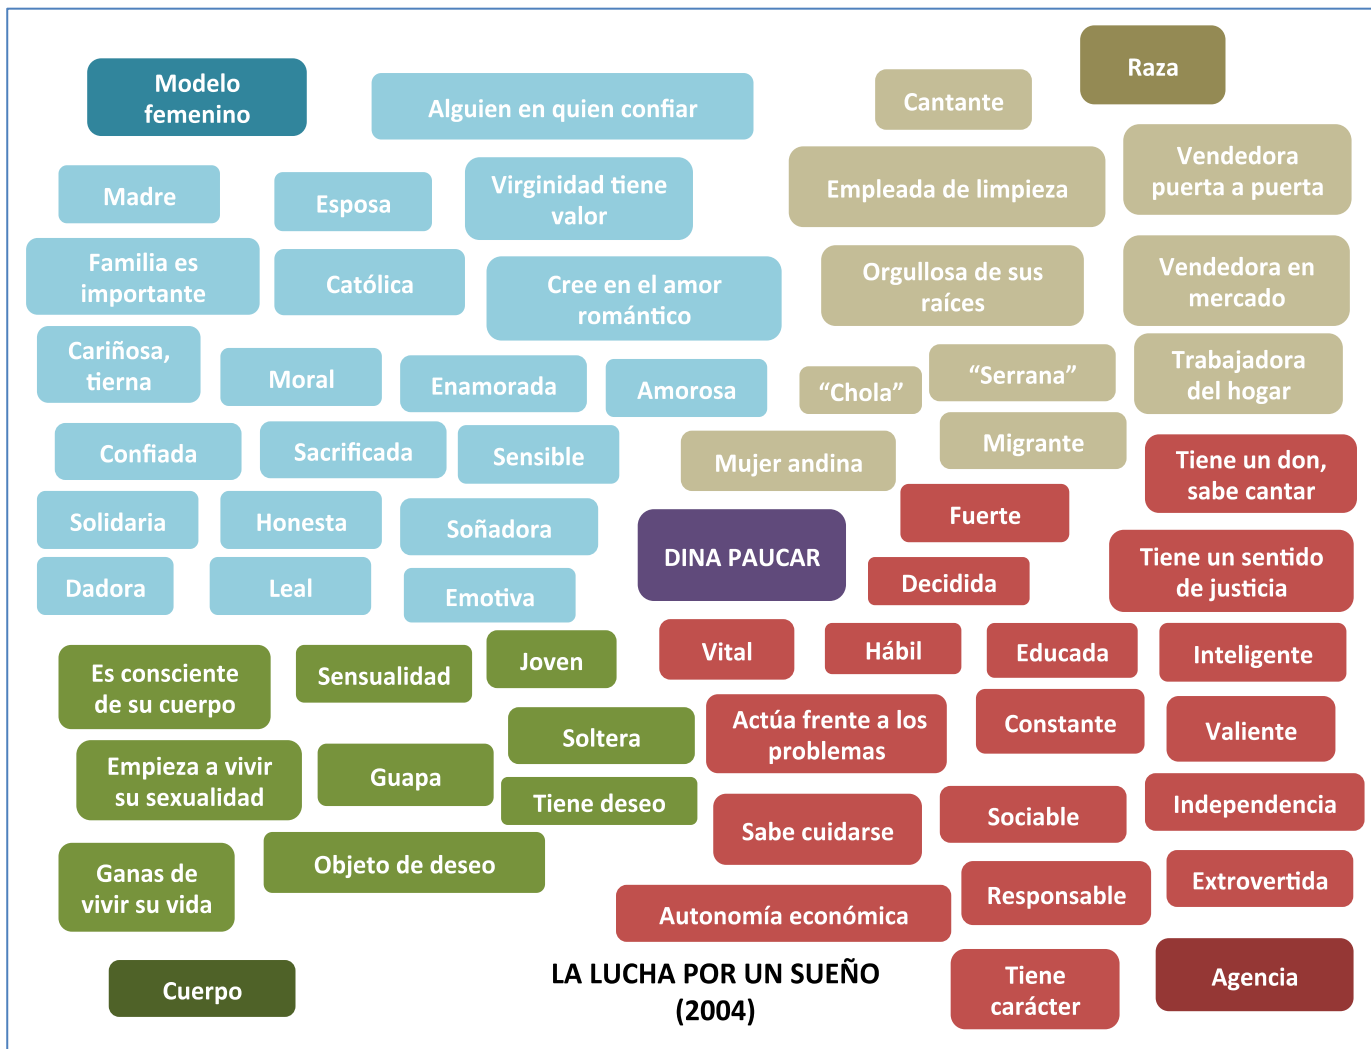 Modelo
femenino
Alguien en quien confiar
Madre
Esposa
Virginidad tiene
valor
Familia es
importante
Católica
Cree en el amor
romántico
Cariñosa,
tierna
Moral
Enamorada
Amorosa
Confiada
Sacrificada
Sensible
Solidaria
Honesta
Soñadora
Dadora
Leal
Emotiva
Raza
Cantante
Empleada de limpieza
Vendedora
puerta a puerta
Orgullosa de sus
raíces
Vendedora en
mercado
“Chola”
“Serrana”
Trabajadora
del hogar
Mujer andina
Migrante
DINA PAUCAR
Tiene un don,
sabe cantar
Fuerte
Tiene un sentido
de justicia
Decidida
Vital
Hábil
Educada
Inteligente
Actúa frente a los
problemas
Constante
Valiente
Sabe cuidarse
Sociable
Independencia
Autonomía económica
Responsable
Extrovertida
Tiene
carácter
Agencia
Es consciente
de su cuerpo
Sensualidad
Joven
Soltera
Empieza a vivir
su sexualidad
Guapa
Tiene deseo
Ganas de
vivir su vida
Objeto de deseo
Cuerpo
LA LUCHA POR UN SUEÑO
(2004)